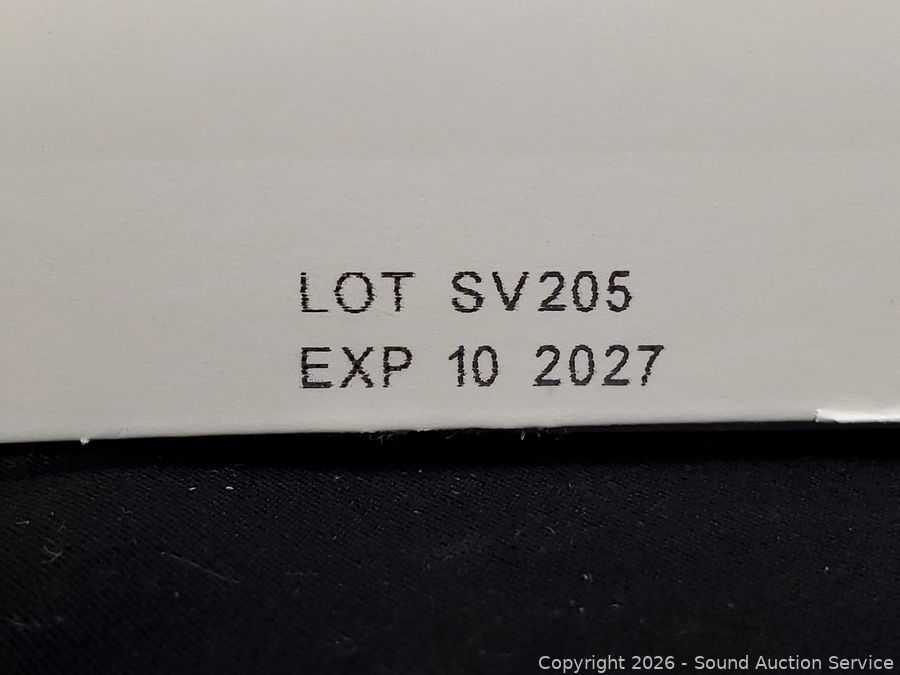 LOT SV205
EXP 10 2027
Copyright 2026 - Sound Auction Service